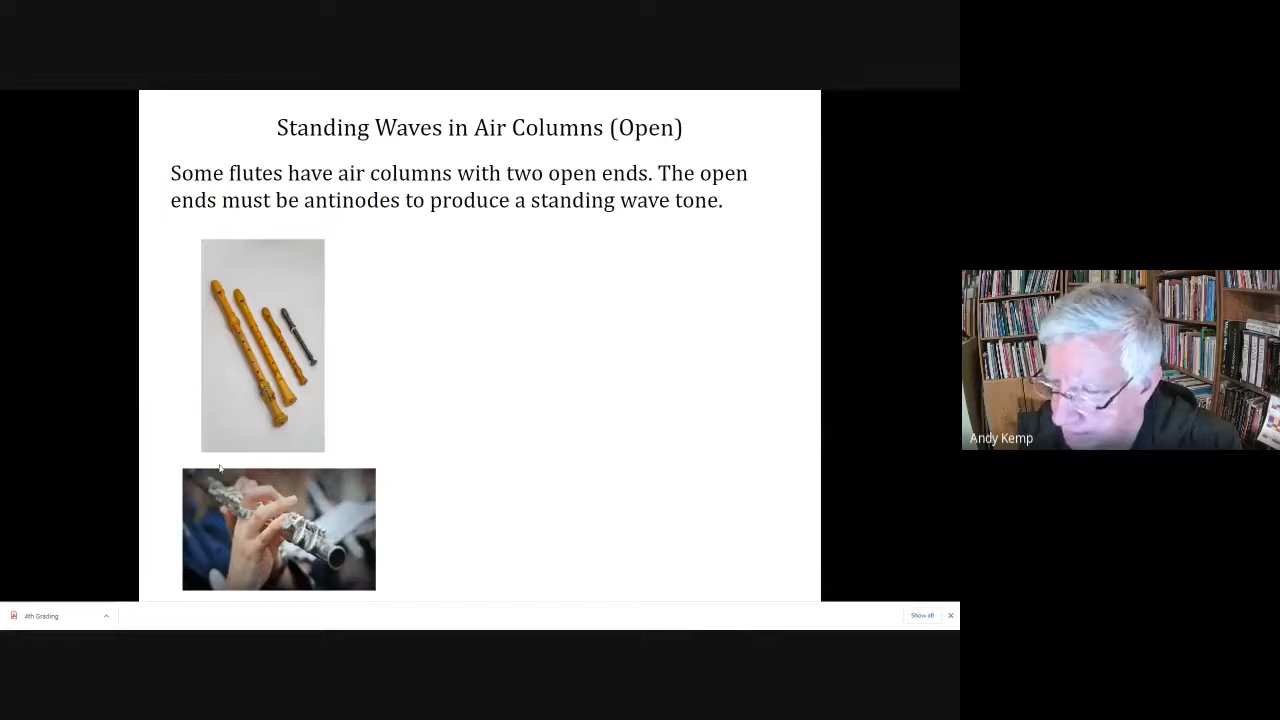 Standing Waves in Air Columns (Open)
Some flutes have air columns with two open ends. The open
ends must be antinodes to produce a standing wave tone.
Andy Kemp
4th Grading
Show all